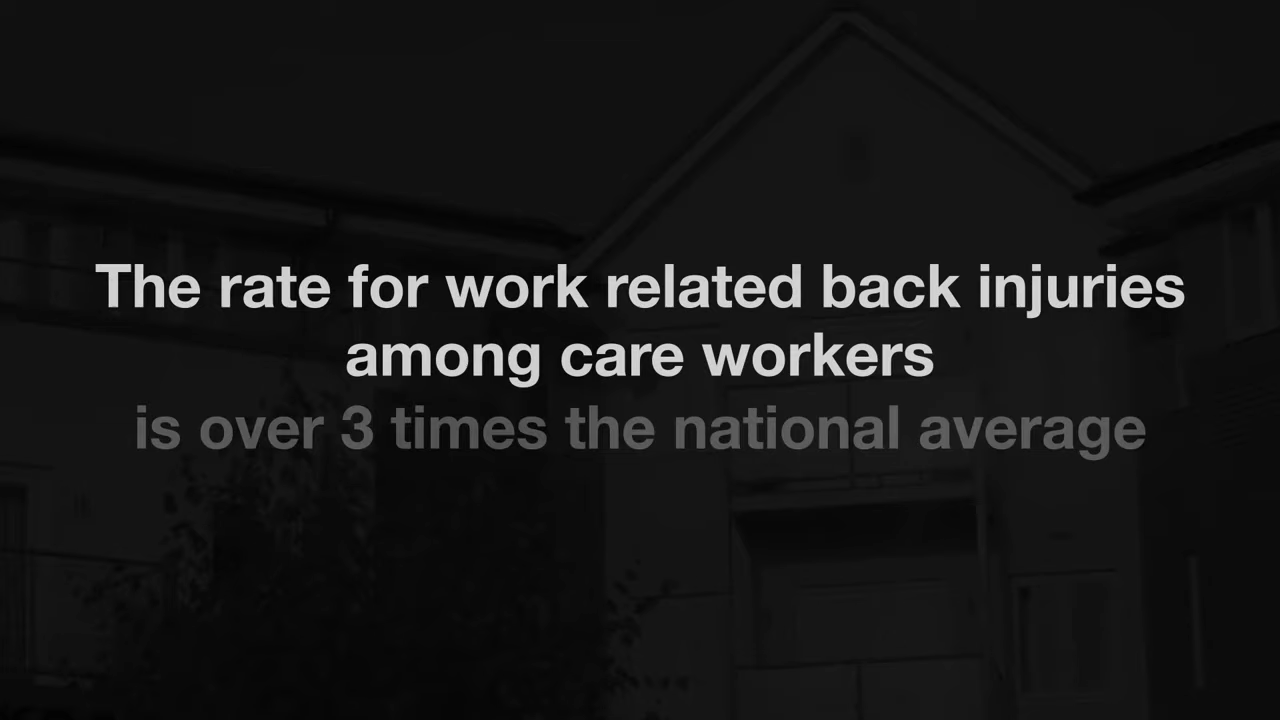 The rate for work related back injuries
among care workers
is over 3 times the national average